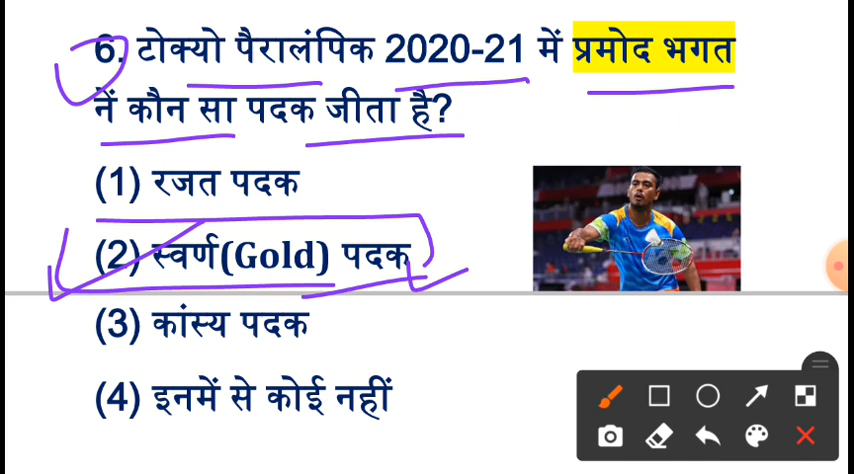 6. टोक्यो पैरालंपिक 2020-21 में प्रमोद भगत
नें कौन सा पदक जीता है?
(1) रजत पदक
(2) स्वर्ण(Gold) पदक
(3) कांस्य पदक
(4) इनमें से कोई नहीं